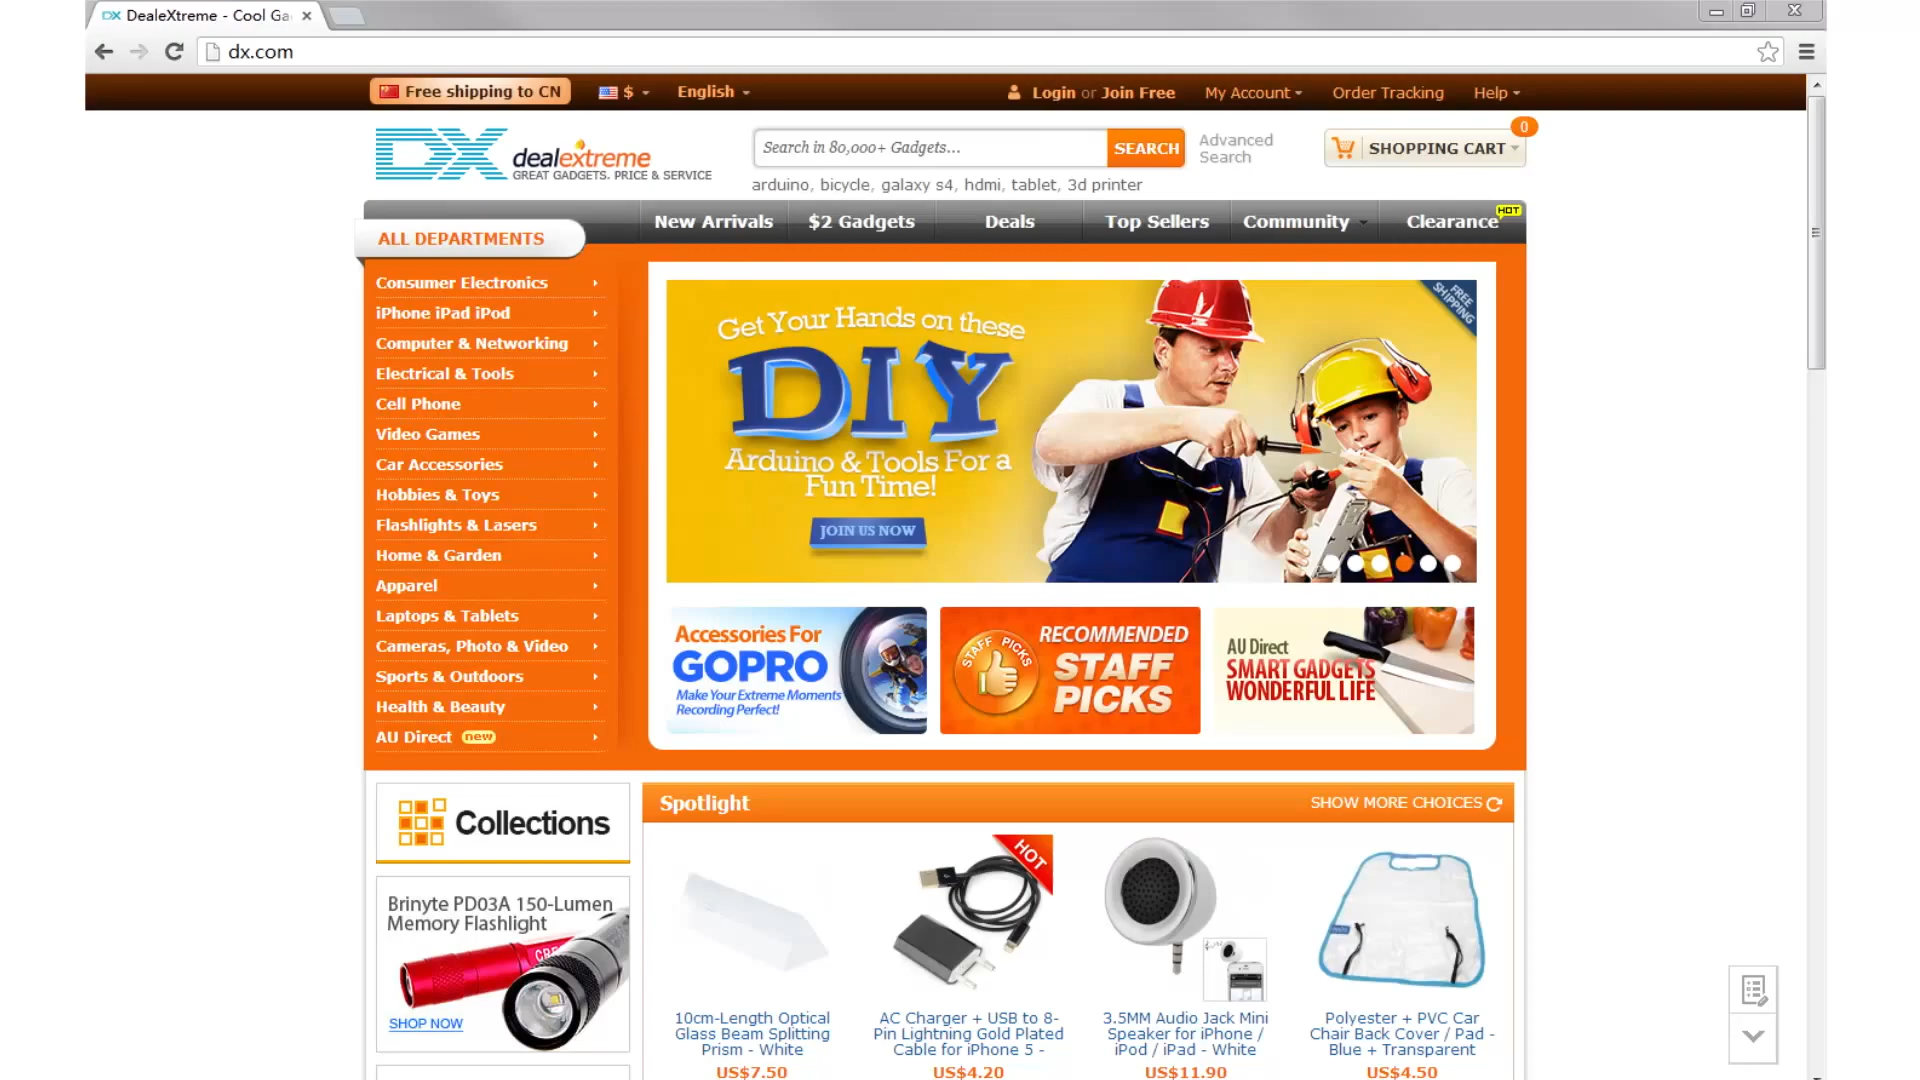 DX DealeXtreme - Cool Ga
dx.com
Free shipping to CN
$
English
Login or Join Free
My Account
Order Tracking
Help
DX
dealextreme
GREAT GADGETS. PRICE & SERVICE
Search in 80,000+ Gadgets...
SEARCH
Advanced
Search
SHOPPING CART
0
arduino, bicycle, galaxy s4, hdmi, tablet, 3d printer
ALL DEPARTMENTS
New Arrivals
$2 Gadgets
Deals
Top Sellers
Community
Clearance
HOT
Consumer Electronics
iPhone iPad iPod
Computer & Networking
Electrical & Tools
Cell Phone
Video Games
Car Accessories
Hobbies & Toys
Flashlights & Lasers
Home & Garden
Apparel
Laptops & Tablets
Cameras, Photo & Video
Sports & Outdoors
Health & Beauty
AU Direct new
Get Your Hands on these
DIY
Arduino & Tools For a
Fun Time!
JOIN US NOW
FREE
SHIPPING
Accessories For
GOPRO
Make Your Extreme Moments
Recording Perfect!
STAFF PICKS
RECOMMENDED
STAFF
PICKS
AU Direct
SMART GADGETS
WONDERFUL LIFE
Collections
Brinyte PD03A 150-Lumen
Memory Flashlight
SHOP NOW
Spotlight
SHOW MORE CHOICES
HOT
10cm-Length Optical
Glass Beam Splitting
Prism - White
US$7.50
AC Charger + USB to 8-
Pin Lightning Gold Plated
Cable for iPhone 5 -
US$4.20
3.5MM Audio Jack Mini
Speaker for iPhone /
iPod / iPad - White
US$11.90
Polyester + PVC Car
Chair Back Cover / Pad -
Blue + Transparent
US$4.50